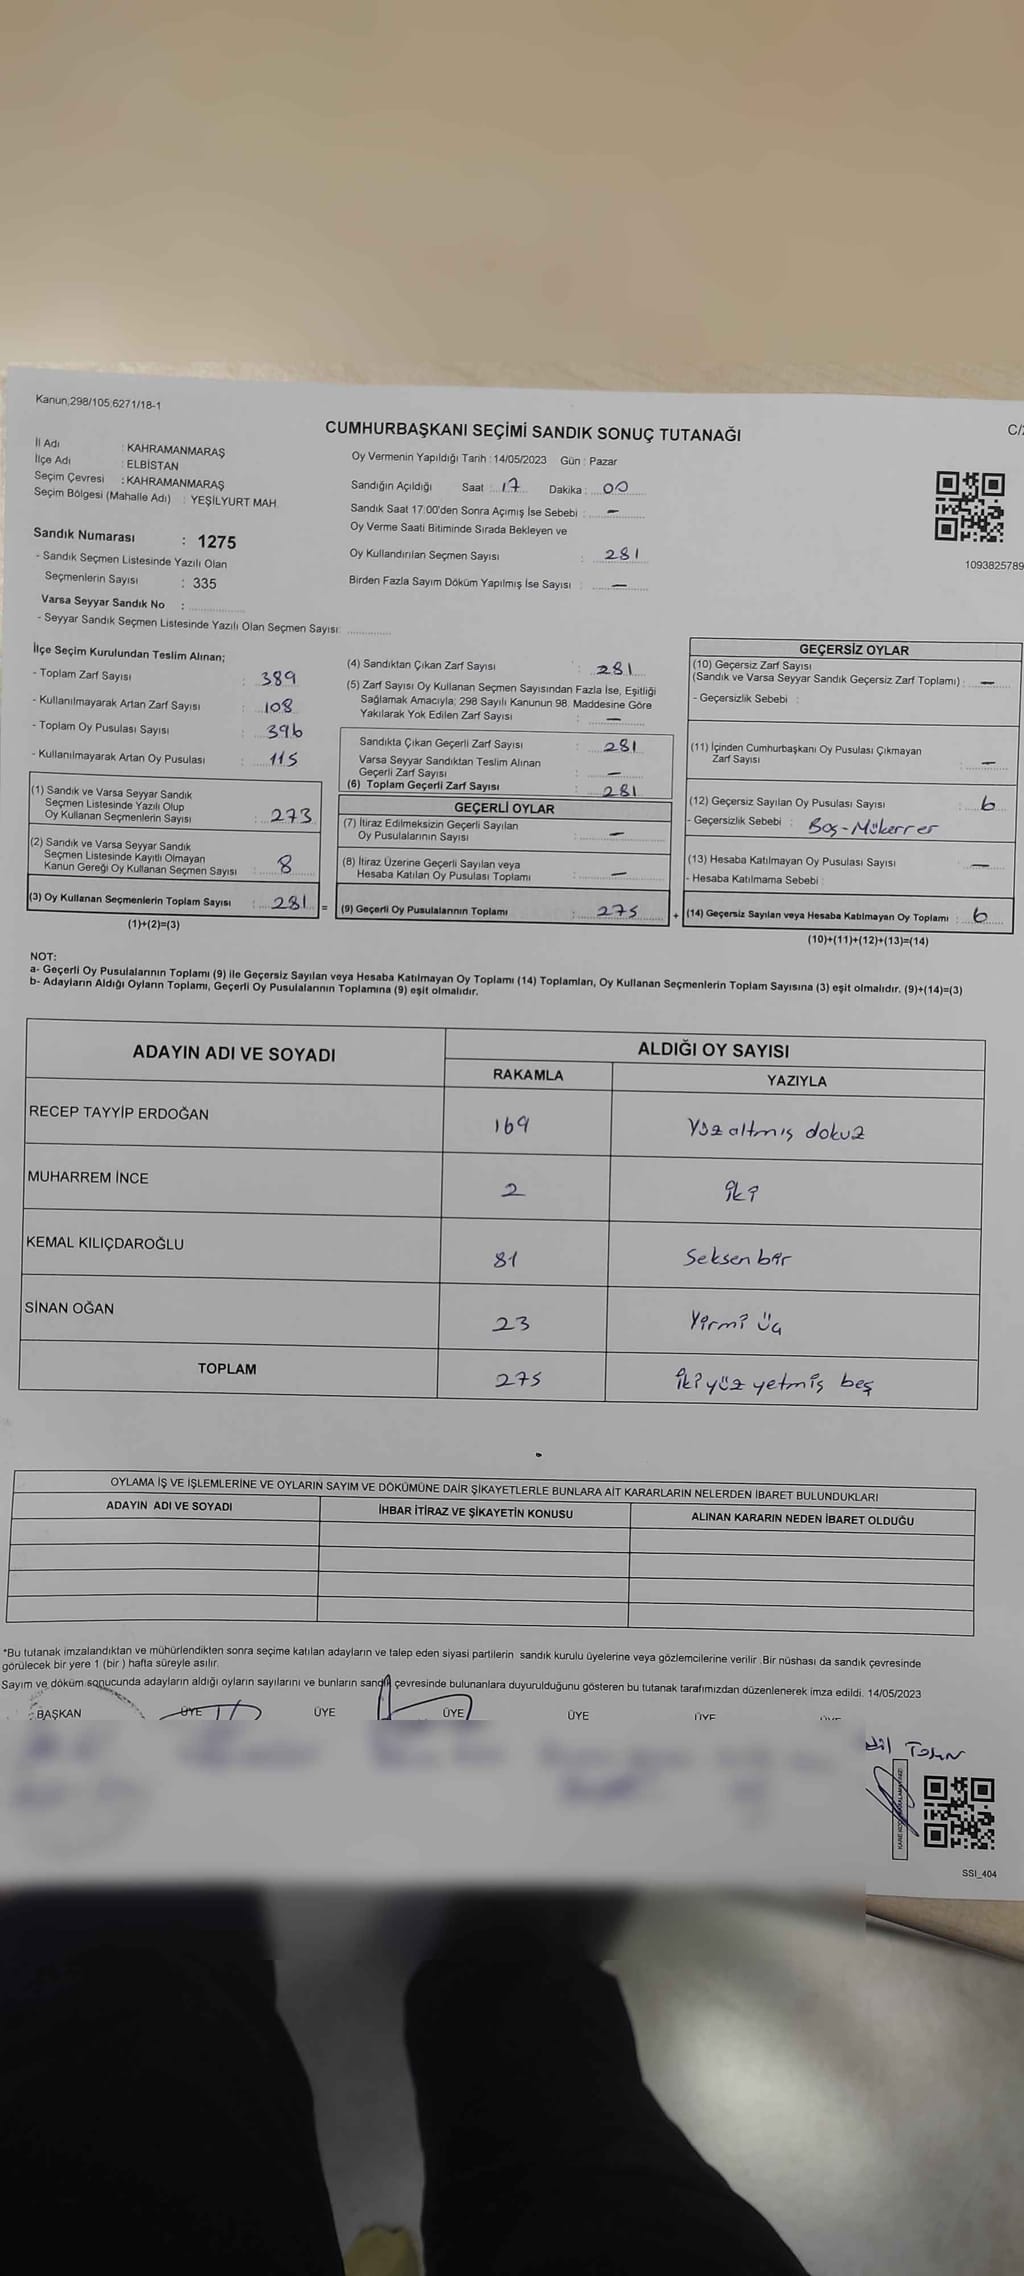 Kanun,298/105,6271/18-1
CUMHURBAŞKANI SEÇİMİ SANDIK SONUÇ TUTANAĞI
İl Adı : KAHRAMANMARAŞ
İlçe Adı : ELBİSTAN
Seçim Çevresi : KAHRAMANMARAŞ
Seçim Bölgesi (Mahalle Adı) : YEŞİLYURT MAH.
Sandık Numarası : 1275
- Sandık Seçmen Listesinde Yazılı Olan
Seçmenlerin Sayısı : 335
Varsa Seyyar Sandık No :
- Seyyar Sandık Seçmen Listesinde Yazılı Olan Seçmen Sayısı:
Oy Vermenin Yapıldığı Tarih : 14/05/2023 Gün : Pazar
Sandığın Açıldığı Saat : 17 Dakika : 00
Sandık Saat 17:00'den Sonra Açımış İse Sebebi : —
Oy Verme Saati Bitiminde Sırada Bekleyen ve
Oy Kullandırılan Seçmen Sayısı : 281
Birden Fazla Sayım Döküm Yapılmış İse Sayısı : —
1093825789
İlçe Seçim Kurulundan Teslim Alınan;
- Toplam Zarf Sayısı : 389
- Kullanılmayarak Artan Zarf Sayısı : 108
- Toplam Oy Pusulası Sayısı : 396
- Kullanılmayarak Artan Oy Pusulası : 115
(1) Sandık ve Varsa Seyyar Sandık
Seçmen Listesinde Yazılı Olup
Oy Kullanan Seçmenlerin Sayısı : 273
(2) Sandık ve Varsa Seyyar Sandık
Seçmen Listesinde Kayıtlı Olmayan
Kanun Gereği Oy Kullanan Seçmen Sayısı : 8
(3) Oy Kullanan Seçmenlerin Toplam Sayısı : 281 =
(1)+(2)=(3)
(4) Sandıktan Çıkan Zarf Sayısı : 281
(5) Zarf Sayısı Oy Kullanan Seçmen Sayısından Fazla İse, Eşitliği
Sağlamak Amacıyla; 298 Sayılı Kanunun 98. Maddesine Göre
Yakılarak Yok Edilen Zarf Sayısı : —
Sandıkta Çıkan Geçerli Zarf Sayısı : 281
Varsa Seyyar Sandıktan Teslim Alınan
Geçerli Zarf Sayısı : —
(6) Toplam Geçerli Zarf Sayısı : 281
GEÇERLİ OYLAR
(7) İtiraz Edilmeksizin Geçerli Sayılan
Oy Pusulalarının Sayısı : —
(8) İtiraz Üzerine Geçerli Sayılan veya
Hesaba Katılan Oy Pusulası Toplamı : —
(9) Geçerli Oy Pusulalarının Toplamı : 275 +
GEÇERSİZ OYLAR
(10) Geçersiz Zarf Sayısı
(Sandık ve Varsa Seyyar Sandık Geçersiz Zarf Toplamı) : —
- Geçersizlik Sebebi :
(11) İçinden Cumhurbaşkanı Oy Pusulası Çıkmayan
Zarf Sayısı : —
(12) Geçersiz Sayılan Oy Pusulası Sayısı : 6
- Geçersizlik Sebebi : Boş-Mükerrer
(13) Hesaba Katılmayan Oy Pusulası Sayısı : —
- Hesaba Katılmama Sebebi
(14) Geçersiz Sayılan veya Hesaba Katılmayan Oy Toplamı : 6
(10)+(11)+(12)+(13)=(14)
NOT:
a- Geçerli Oy Pusulalarının Toplamı (9) ile Geçersiz Sayılan veya Hesaba Katılmayan Oy Toplamı (14) Toplamları, Oy Kullanan Seçmenlerin Toplam Sayısına (3) eşit olmalıdır. (9)+(14)=(3)
b- Adayların Aldığı Oyların Toplamı, Geçerli Oy Pusulalarının Toplamına (9) eşit olmalıdır.
ADAYIN ADI VE SOYADI ALDIĞI OY SAYISI
RAKAMLA YAZIYLA
RECEP TAYYİP ERDOĞAN 169 Yüz altmış dokuz
MUHARREM İNCE 2 iki
KEMAL KILIÇDAROĞLU 81 Seksen bir
SİNAN OĞAN 23 Yirmi üç
TOPLAM 275 iki yüz yetmiş beş
OYLAMA İŞ VE İŞLEMLERİNE VE OYLARIN SAYIM VE DÖKÜMÜNE DAİR ŞİKAYETLERLE BUNLARA AİT KARARLARIN NELERDEN İBARET BULUNDUKLARI
ADAYIN ADI VE SOYADI İHBAR İTİRAZ VE ŞİKAYETİN KONUSU ALINAN KARARIN NEDEN İBARET OLDUĞU
*Bu tutanak imzalandıktan ve mühürlendikten sonra seçime katılan adayların ve talep eden siyasi partilerin sandık kurulu üyelerine veya gözlemcilerine verilir .Bir nüshası da sandık çevresinde
görülecek bir yere 1 (bir ) hafta süreyle asılır.
Sayım ve döküm sonucunda adayların aldığı oyların sayılarını ve bunların sandık çevresinde bulunanlara duyurulduğunu gösteren bu tutanak tarafımızdan düzenlenerek imza edildi. 14/05/2023
BAŞKAN ÜYE ÜYE ÜYE ÜYE ÜYE ÜYE
SSI_404